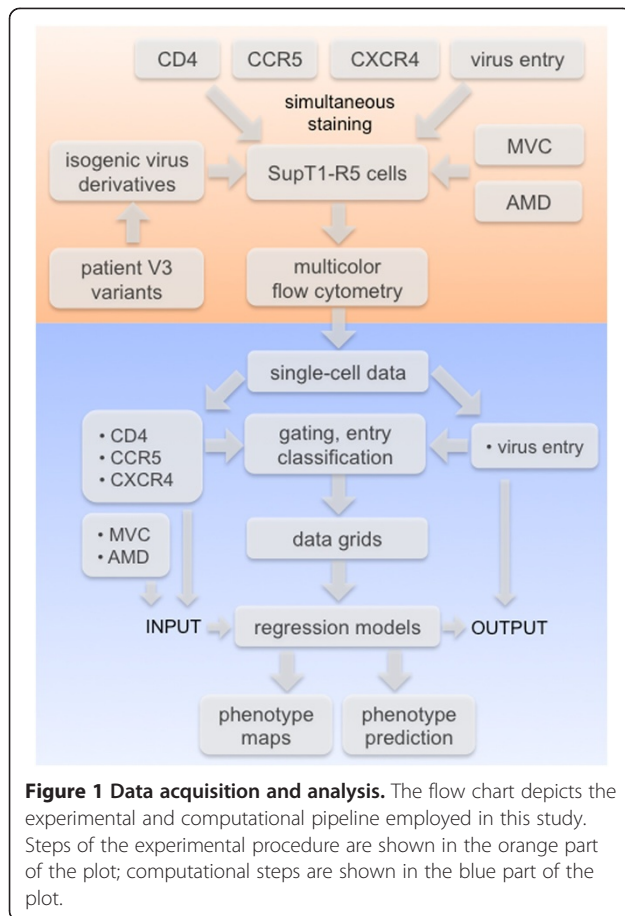 CD4 CCR5 CXCR4 virus entry
simultaneous
staining
isogenic virus
derivatives
SupT1-R5 cells
MVC
AMD
patient V3
variants
multicolor
flow cytometry
single-cell data
• CD4
• CCR5
• CXCR4
gating, entry
classification
• virus entry
• MVC
• AMD
data grids
INPUT regression models OUTPUT
phenotype
maps
phenotype
prediction
Figure 1 Data acquisition and analysis. The flow chart depicts the
experimental and computational pipeline employed in this study.
Steps of the experimental procedure are shown in the orange part
of the plot; computational steps are shown in the blue part of the
plot.